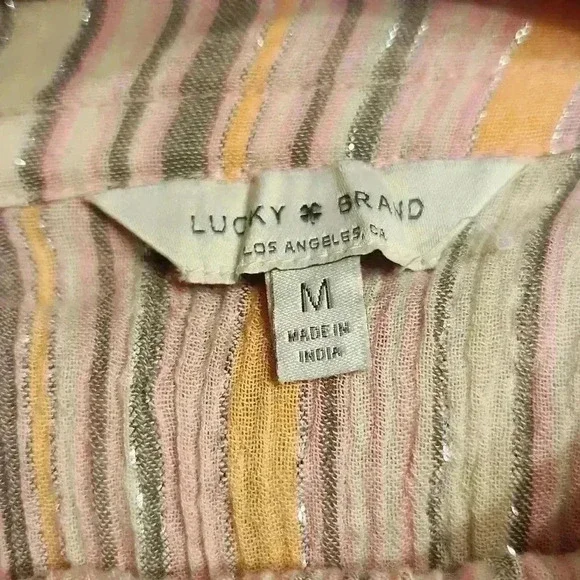 LUCKY BRAND
LOS ANGELES, CA
M
MADE IN
INDIA